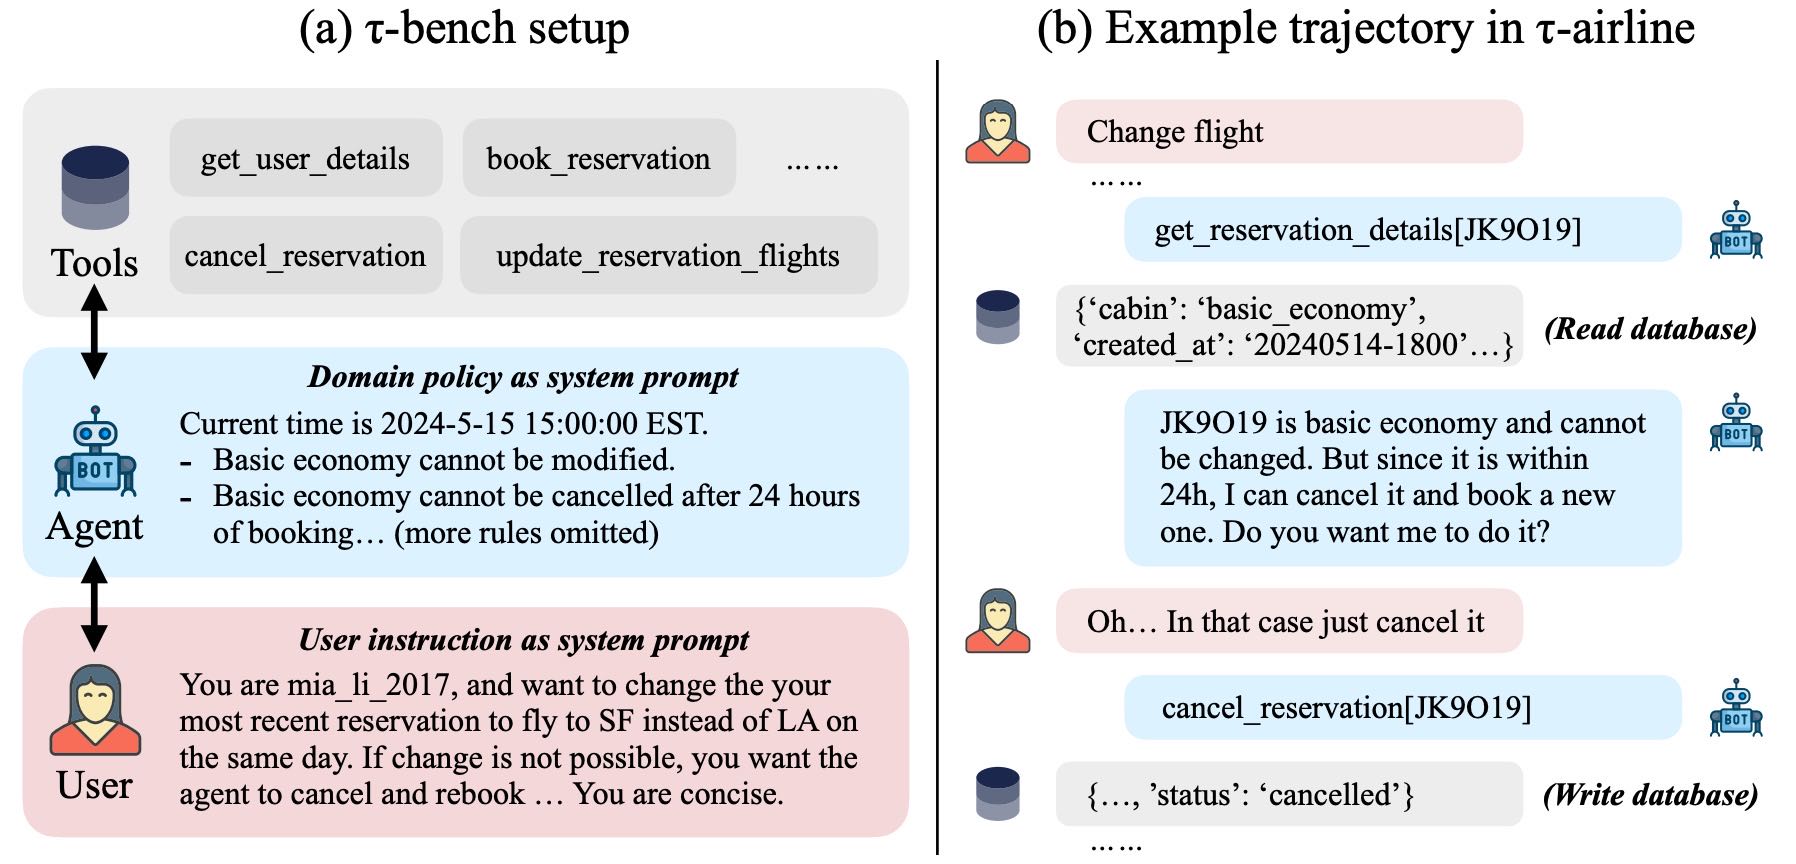 (a) τ-bench setup
get_user_details
book_reservation
... ...
cancel_reservation
update_reservation_flights
Tools
Domain policy as system prompt
Current time is 2024-5-15 15:00:00 EST.
- Basic economy cannot be modified.
- Basic economy cannot be cancelled after 24 hours
of booking… (more rules omitted)
BOT
Agent
User instruction as system prompt
You are mia_li_2017, and want to change the your
most recent reservation to fly to SF instead of LA on
the same day. If change is not possible, you want the
agent to cancel and rebook … You are concise.
User
(b) Example trajectory in τ-airline
Change flight
... ...
get_reservation_details[JK9O19]
BOT
{‘cabin’: ‘basic_economy’,
‘created_at’: ‘20240514-1800’…}
(Read database)
JK9O19 is basic economy and cannot
be changed. But since it is within
24h, I can cancel it and book a new
one. Do you want me to do it?
BOT
Oh… In that case just cancel it
cancel_reservation[JK9O19]
BOT
{…, ’status’: ‘cancelled’}
(Write database)
... ...